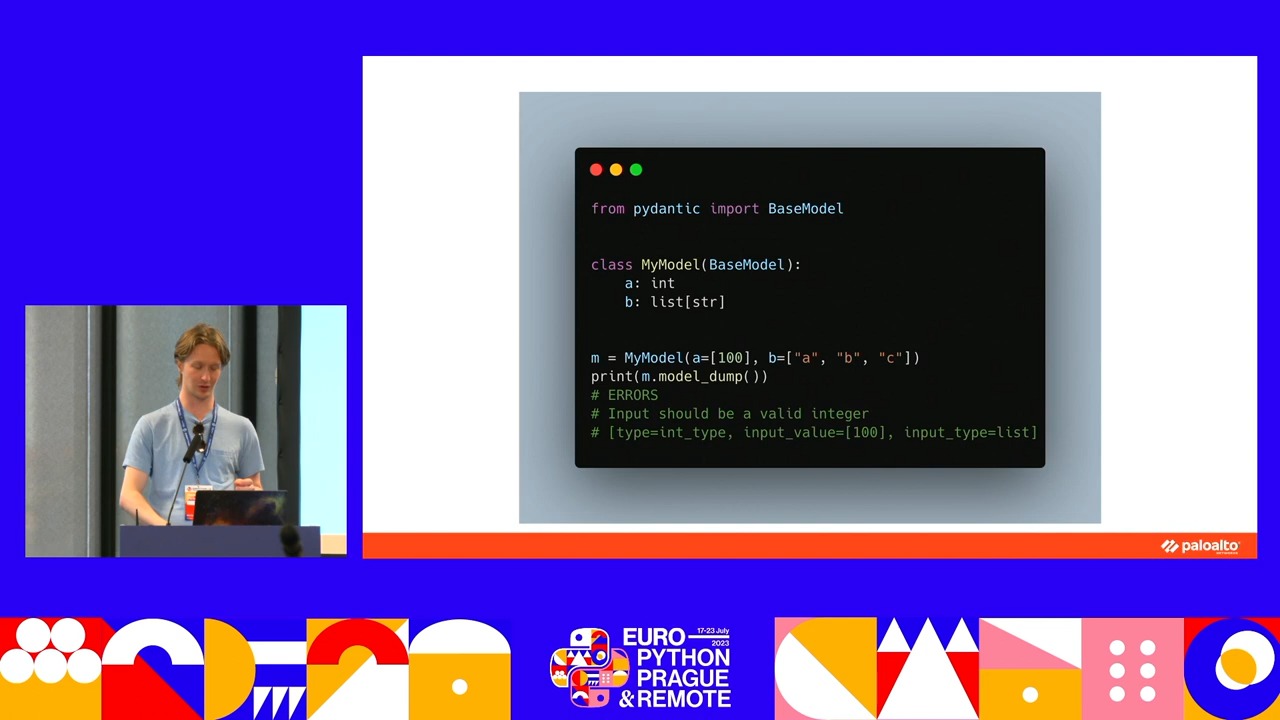 from pydantic import BaseModel
class MyModel(BaseModel):
a: int
b: list[str]
m = MyModel(a=[100], b=["a", "b", "c"])
print(m.model_dump())
# ERRORS
# Input should be a valid integer
# [type=int_type, input_value=[100], input_type=list]
paloalto
17-23 July
2023
EURO
PYTHON
PRAGUE
& REMOTE